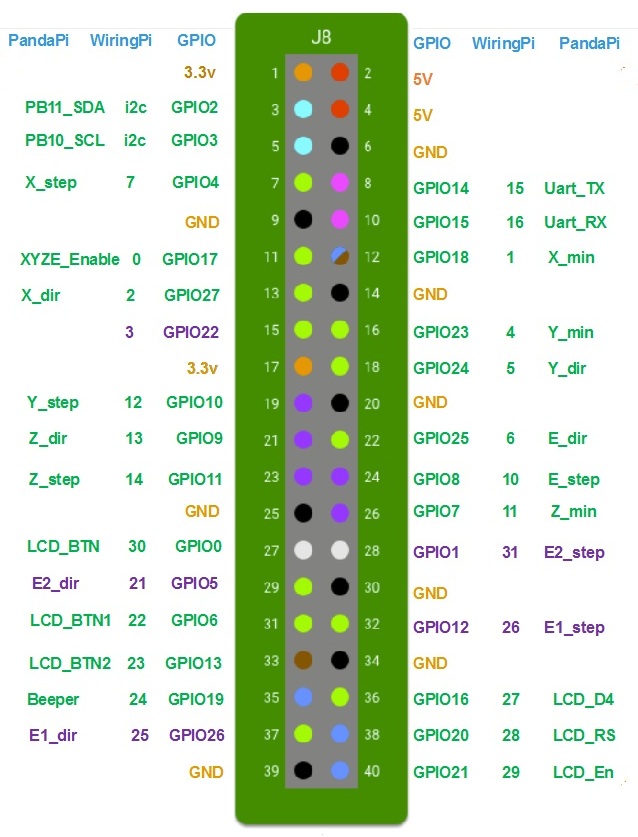 PandaPi WiringPi GPIO J8 GPIO WiringPi PandaPi
3.3v 1 2 5V
PB11_SDA i2c GPIO2 3 4 5V
PB10_SCL i2c GPIO3 5 6 GND
X_step 7 GPIO4 7 8 GPIO14 15 Uart_TX
GND 9 10 GPIO15 16 Uart_RX
XYZE_Enable 0 GPIO17 11 12 GPIO18 1 X_min
X_dir 2 GPIO27 13 14 GND
3 GPIO22 15 16 GPIO23 4 Y_min
3.3v 17 18 GPIO24 5 Y_dir
Y_step 12 GPIO10 19 20 GND
Z_dir 13 GPIO9 21 22 GPIO25 6 E_dir
Z_step 14 GPIO11 23 24 GPIO8 10 E_step
GND 25 26 GPIO7 11 Z_min
LCD_BTN 30 GPIO0 27 28 GPIO1 31 E2_step
E2_dir 21 GPIO5 29 30 GND
LCD_BTN1 22 GPIO6 31 32 GPIO12 26 E1_step
LCD_BTN2 23 GPIO13 33 34 GND
Beeper 24 GPIO19 35 36 GPIO16 27 LCD_D4
E1_dir 25 GPIO26 37 38 GPIO20 28 LCD_RS
GND 39 40 GPIO21 29 LCD_En